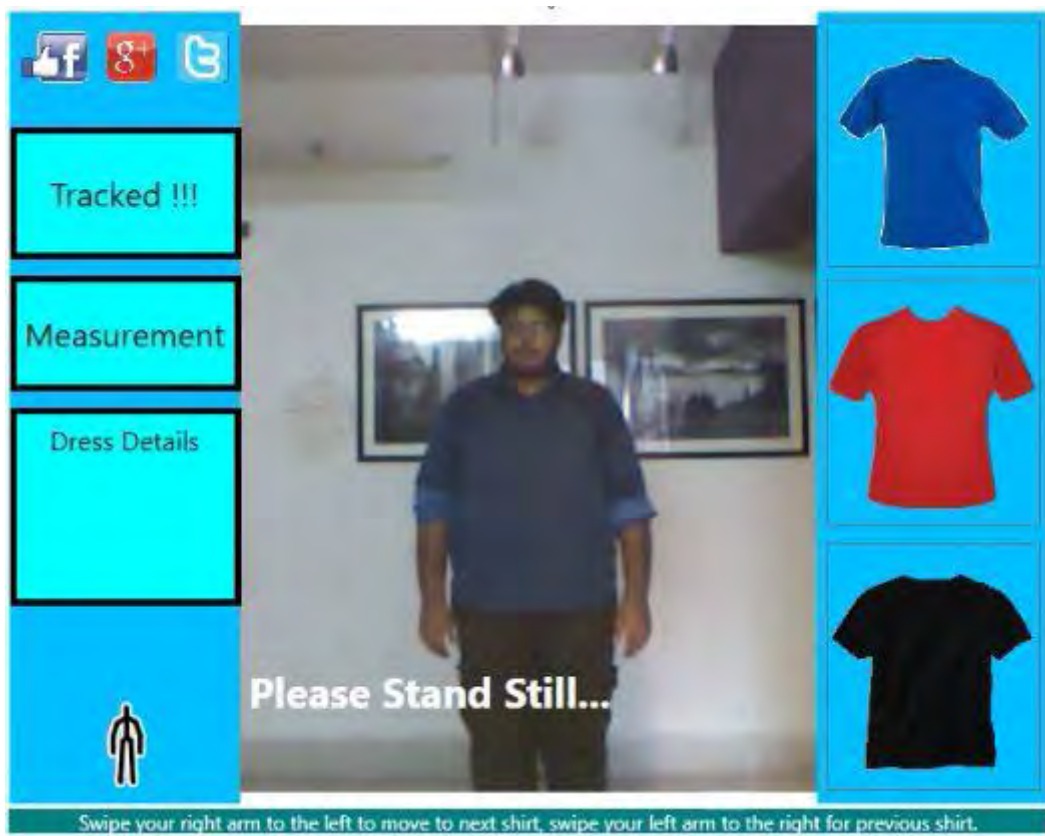 f g+ t
Tracked !!!
Measurement
Dress Details
Please Stand Still...
Swipe your right arm to the left to move to next shirt, swipe your left arm to the right for previous shirt.